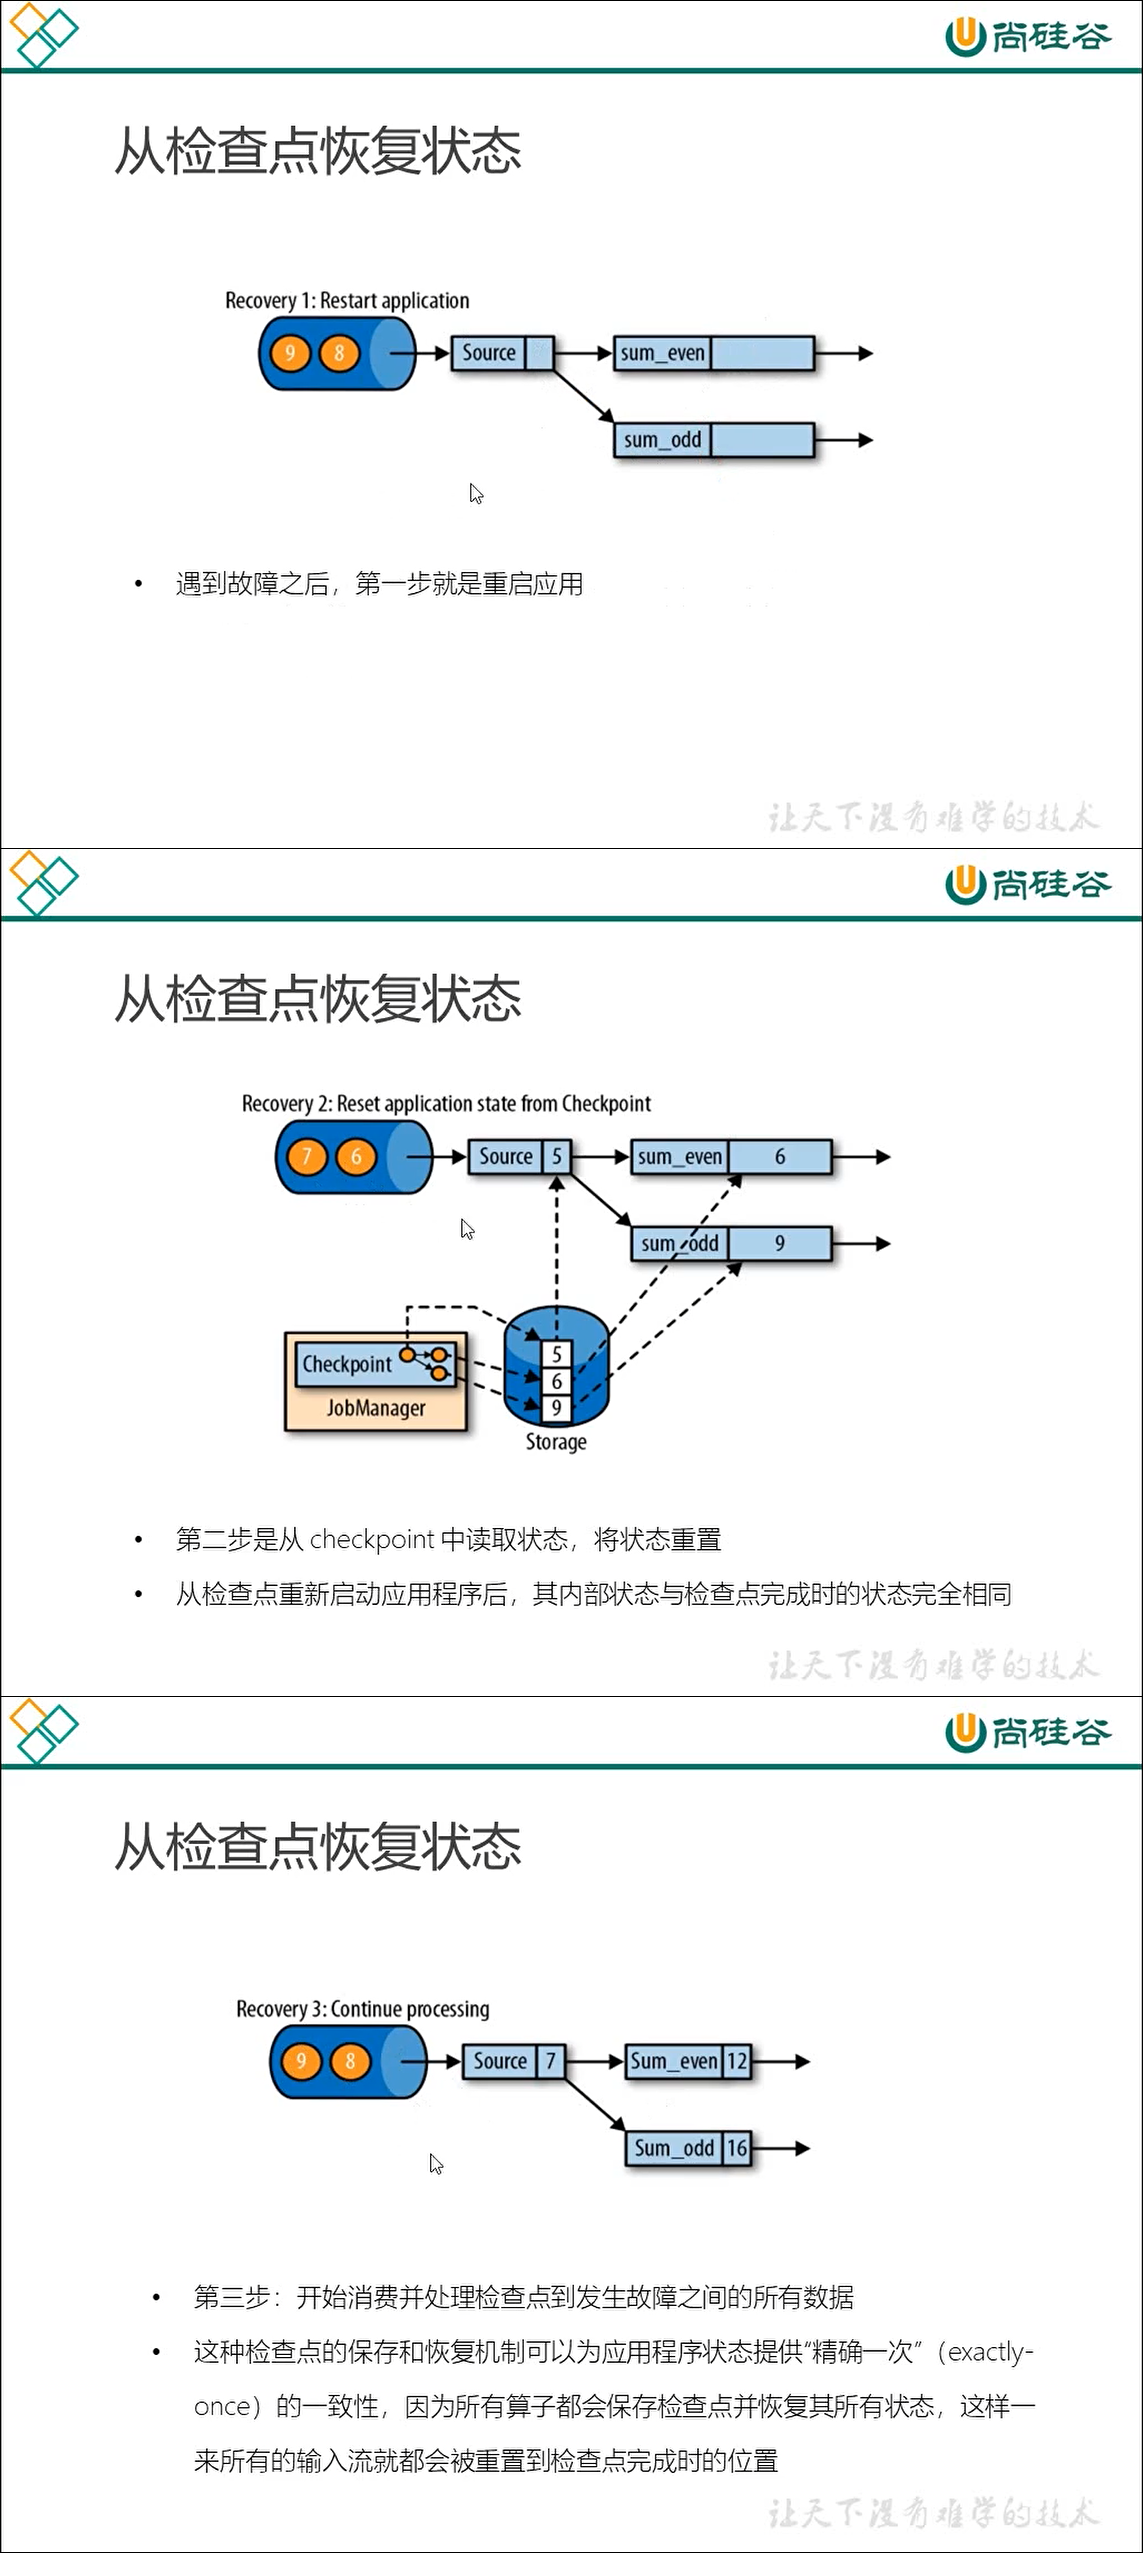 尚硅谷
从检查点恢复状态
Recovery 1: Restart application
9 8 Source sum_even
sum_odd
• 遇到故障之后，第一步就是重启应用
让天下没有难学的技术
尚硅谷
从检查点恢复状态
Recovery 2: Reset application state from Checkpoint
7 6 Source 5 sum_even 6
sum_odd 9
Checkpoint
JobManager
5
6
9
Storage
• 第二步是从 checkpoint 中读取状态，将状态重置
• 从检查点重新启动应用程序后，其内部状态与检查点完成时的状态完全相同
让天下没有难学的技术
尚硅谷
从检查点恢复状态
Recovery 3: Continue processing
9 8 Source 7 Sum_even 12
Sum_odd 16
• 第三步：开始消费并处理检查点到发生故障之间的所有数据
• 这种检查点的保存和恢复机制可以为应用程序状态提供“精确一次”（exactly-
once）的一致性，因为所有算子都会保存检查点并恢复其所有状态，这样一
来所有的输入流就都会被重置到检查点完成时的位置
让天下没有难学的技术